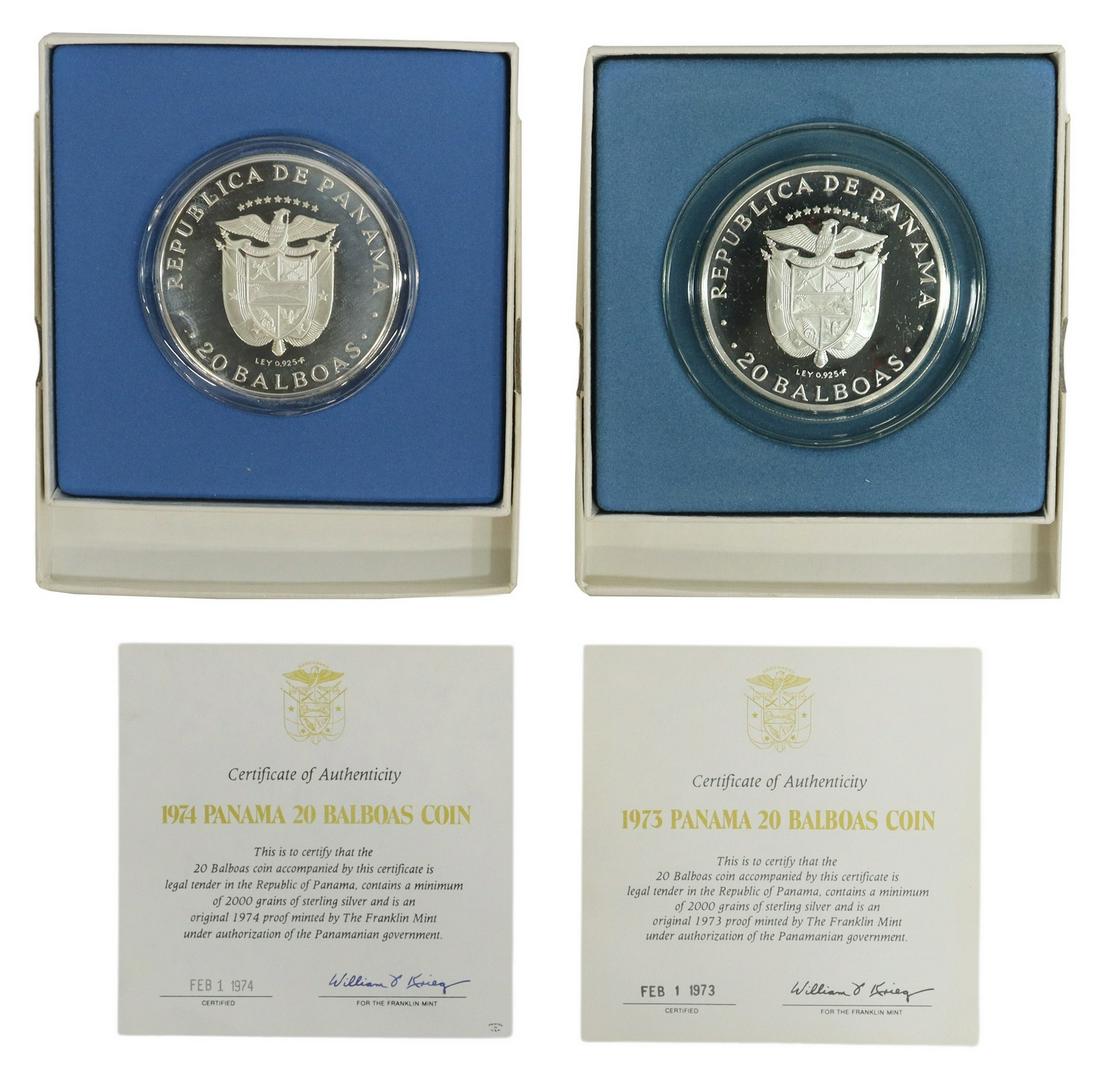 REPUBLICA DE PANAMA
LEY 0,925
20 BALBOAS
REPUBLICA DE PANAMA
LEY 0,925
20 BALBOAS
Certificate of Authenticity
1974 PANAMA 20 BALBOAS COIN
This is to certify that the
20 Balboas coin accompanied by this certificate is
legal tender in the Republic of Panama, contains a minimum
of 2000 grains of sterling silver and is an
original 1974 proof minted by The Franklin Mint
under authorization of the Panamanian government.
FEB 1 1974
CERTIFIED
William T Krieg
FOR THE FRANKLIN MINT
Certificate of Authenticity
1973 PANAMA 20 BALBOAS COIN
This is to certify that the
20 Balboas coin accompanied by this certificate is
legal tender in the Republic of Panama, contains a minimum
of 2000 grains of sterling silver and is an
original 1973 proof minted by The Franklin Mint
under authorization of the Panamanian government.
FEB 1 1973
CERTIFIED
William T Krieg
FOR THE FRANKLIN MINT